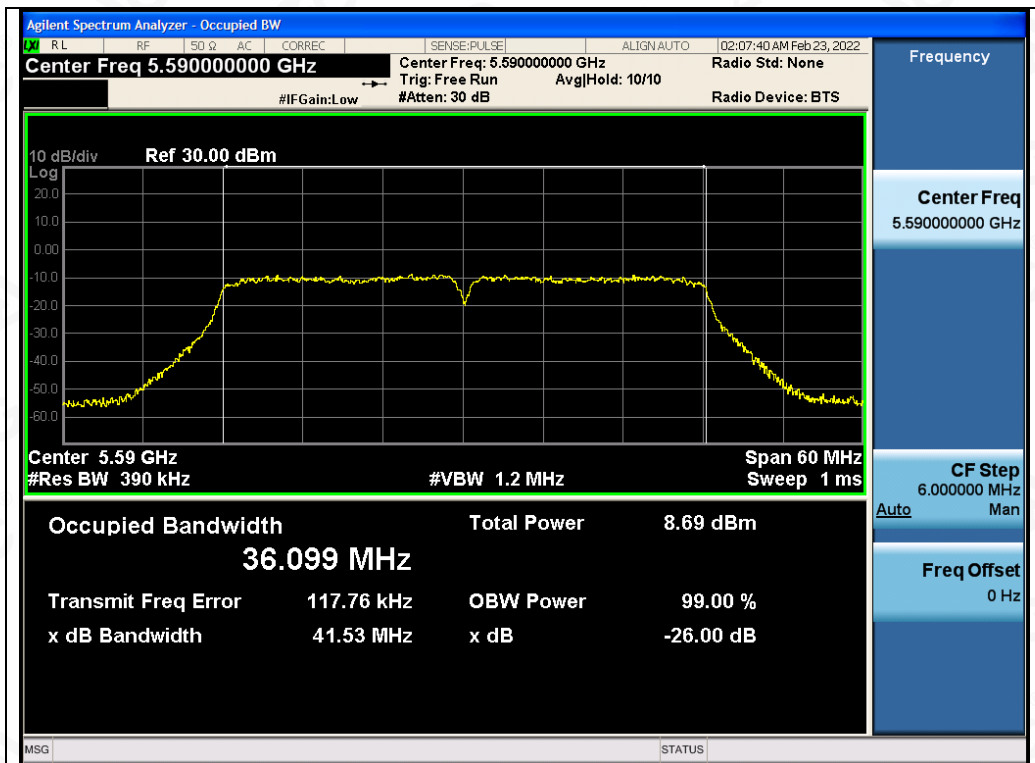 Agilent Spectrum Analyzer - Occupied BW
LXI RL RF 50 Ω AC CORREC SENSE:PULSE ALIGN AUTO 02:07:40 AM Feb 23, 2022
Center Freq 5.590000000 GHz
Center Freq: 5.590000000 GHz
Radio Std: None
Trig: Free Run Avg|Hold: 10/10
#IFGain:Low
#Atten: 30 dB
Radio Device: BTS
Frequency
10 dB/div Ref 30.00 dBm
Log
20.0
10.0
0.00
-10.0
-20.0
-30.0
-40.0
-50.0
-60.0
Center 5.59 GHz Span 60 MHz
#Res BW 390 kHz #VBW 1.2 MHz Sweep 1 ms
Center Freq
5.590000000 GHz
CF Step
6.000000 MHz
Auto Man
Freq Offset
0 Hz
Occupied Bandwidth Total Power 8.69 dBm
36.099 MHz
Transmit Freq Error 117.76 kHz OBW Power 99.00 %
x dB Bandwidth 41.53 MHz x dB -26.00 dB
MSG STATUS